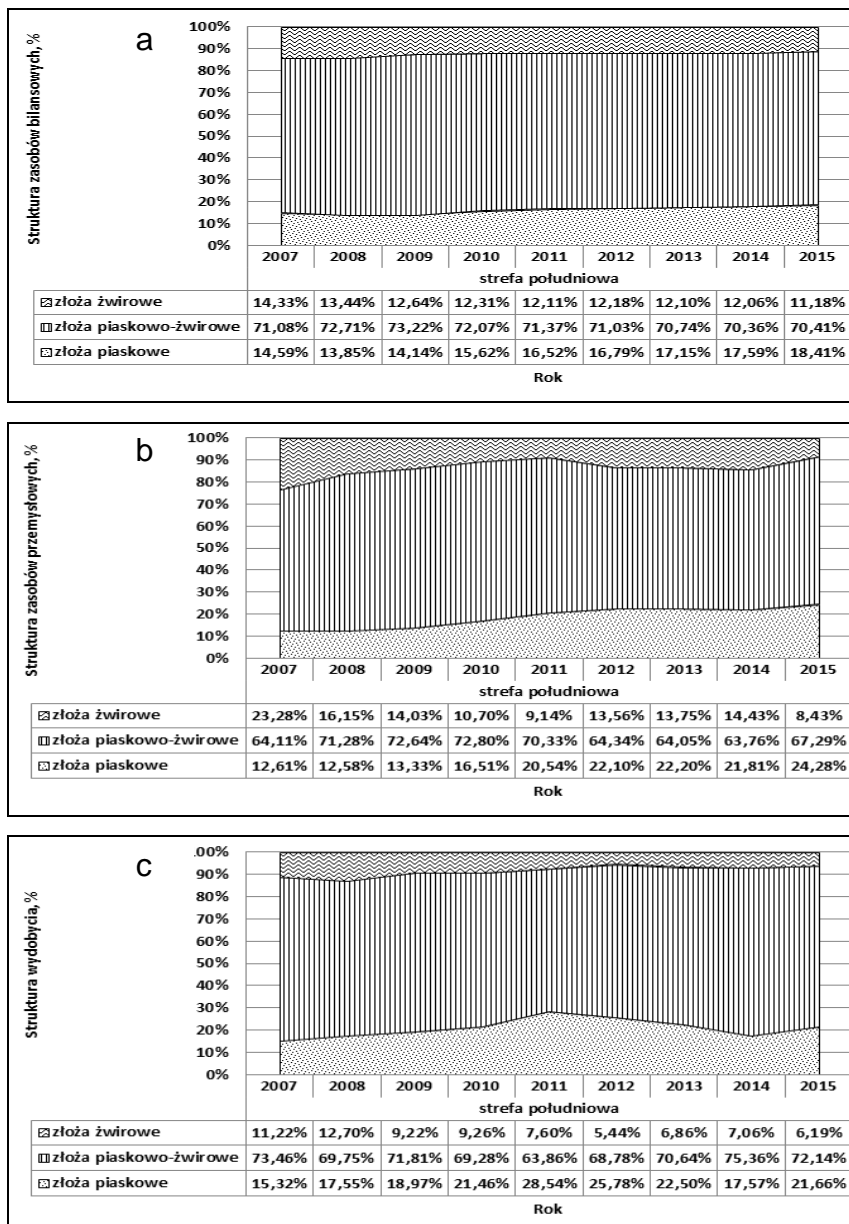 a
Struktura zasobów bilansowych, %
100%
90%
80%
70%
60%
50%
40%
30%
20%
10%
0%
2007 2008 2009 2010 2011 2012 2013 2014 2015
strefa południowa
złoża żwirowe 14,33% 13,44% 12,64% 12,31% 12,11% 12,18% 12,10% 12,06% 11,18%
złoża piaskowo-żwirowe 71,08% 72,71% 73,22% 72,07% 71,37% 71,03% 70,74% 70,36% 70,41%
złoża piaskowe 14,59% 13,85% 14,14% 15,62% 16,52% 16,79% 17,15% 17,59% 18,41%
Rok
b
Struktura zasobów przemysłowych, %
100%
90%
80%
70%
60%
50%
40%
30%
20%
10%
0%
2007 2008 2009 2010 2011 2012 2013 2014 2015
strefa południowa
złoża żwirowe 23,28% 16,15% 14,03% 10,70% 9,14% 13,56% 13,75% 14,43% 8,43%
złoża piaskowo-żwirowe 64,11% 71,28% 72,64% 72,80% 70,33% 64,34% 64,05% 63,76% 67,29%
złoża piaskowe 12,61% 12,58% 13,33% 16,51% 20,54% 22,10% 22,20% 21,81% 24,28%
Rok
c
Struktura wydobycia, %
100%
90%
80%
70%
60%
50%
40%
30%
20%
10%
0%
2007 2008 2009 2010 2011 2012 2013 2014 2015
strefa południowa
złoża żwirowe 11,22% 12,70% 9,22% 9,26% 7,60% 5,44% 6,86% 7,06% 6,19%
złoża piaskowo-żwirowe 73,46% 69,75% 71,81% 69,28% 63,86% 68,78% 70,64% 75,36% 72,14%
złoża piaskowe 15,32% 17,55% 18,97% 21,46% 28,54% 25,78% 22,50% 17,57% 21,66%
Rok